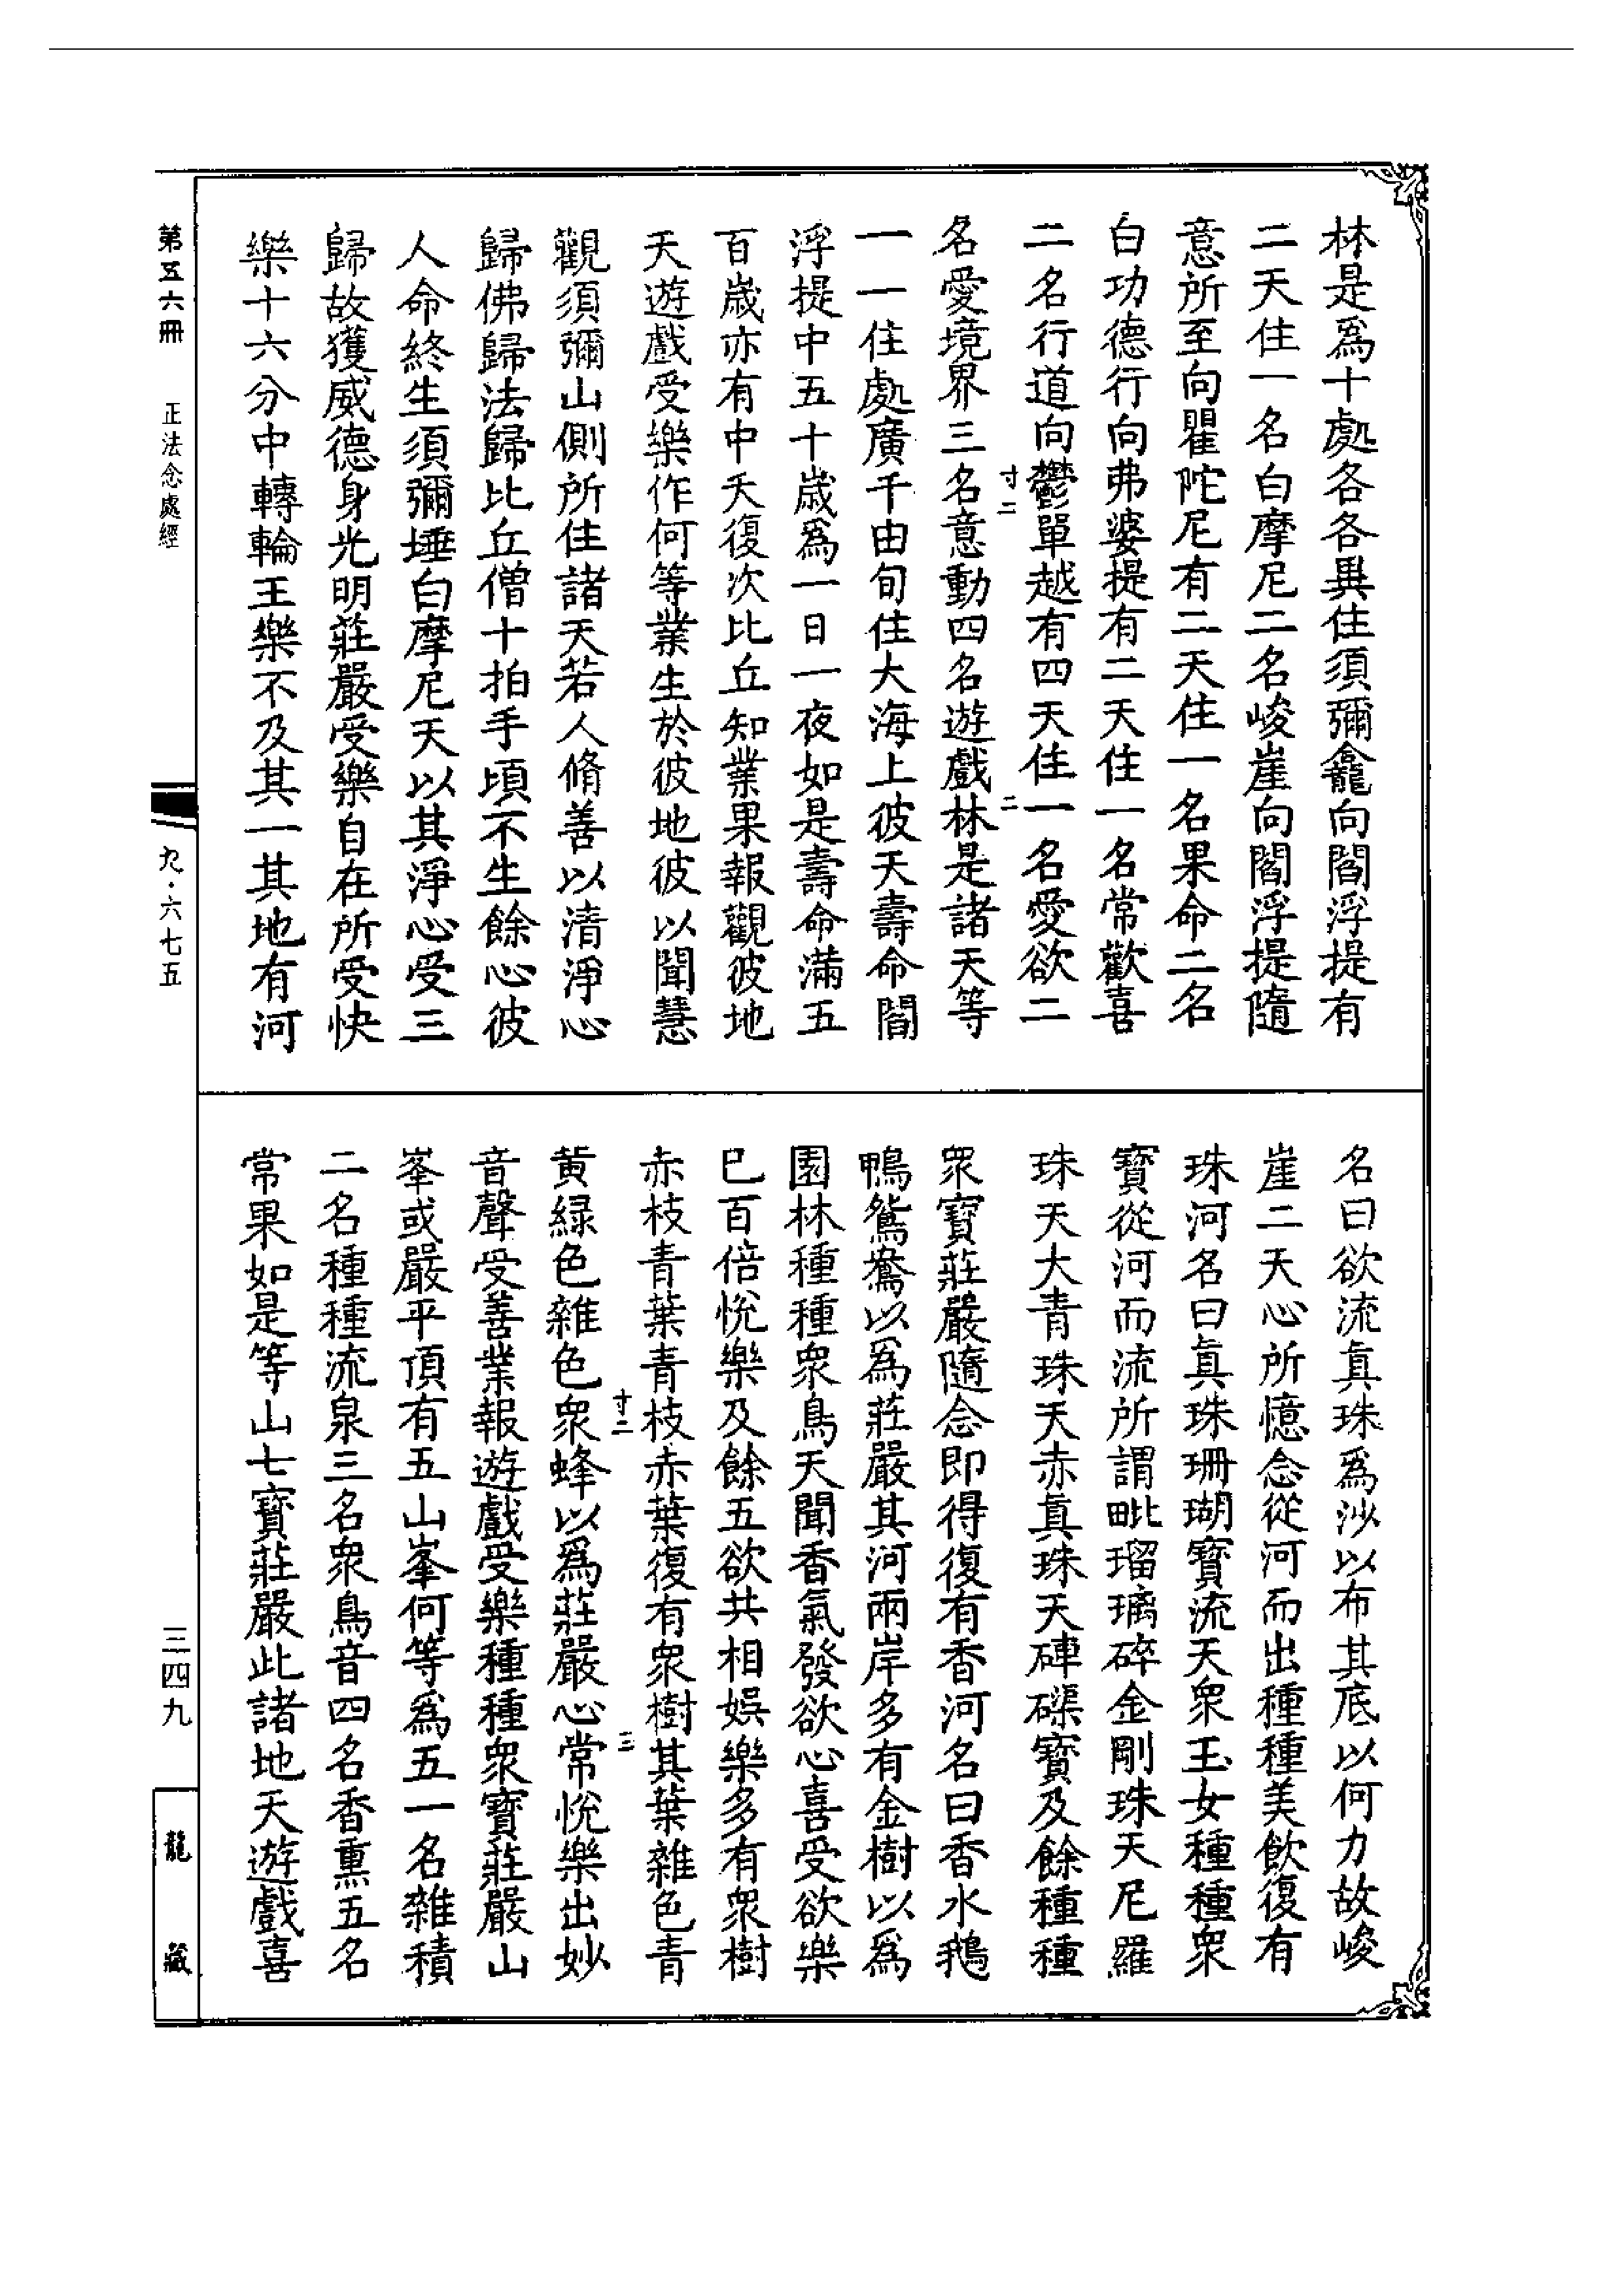 林是爲十處各各異住須彌龕向閻浮提有
二天住一名白摩尼二名峻崖向閻浮提隨
意所至向瞿陀尼有二天住一名果命二名
白功德行向弗婆提有二天住一名常歡喜
二名行道向鬱單越有四天住一名愛欲二
寸二
二
名愛境界三名意動四名遊戲林是諸天等
一一住處廣千由旬住大海上彼天壽命閻
浮提中五十歲爲一日一夜如是壽命滿五
百歲亦有中夭復次比丘知業果報觀彼地
天遊戲受樂作何等業生於彼地彼以聞慧
觀須彌山側所住諸天若人脩善以清淨心
歸佛歸法歸比丘僧十拍手頃不生餘心彼
人命終生須彌埵白摩尼天以其淨心受三
歸故獲威德身光明莊嚴受樂自在所受快
樂十六分中轉輪王樂不及其一其地有河
名曰欲流真珠爲沙以布其底以何力故峻
崖二天心所憶念從河而出種種美飲復有
珠河名曰真珠珊瑚寶流天衆玉女種種衆
寶從河而流所謂毗瑠璃碎金剛珠天尼羅
珠天大青珠天赤真珠天硨磲寶及餘種種
衆寶莊嚴隨念即得復有香河名曰香水鵝
鴨鴛鴦以爲莊嚴其河兩岸多有金樹以爲
園林種種衆鳥天聞香氣發欲心喜受欲樂
已百倍悅樂及餘五欲共相娛樂多有衆樹
赤枝青葉青枝赤葉復有衆樹其葉雜色青
寸二
三
黄緑色雜色衆蜂以爲莊嚴心常悅樂出妙
音聲受善業報遊戲受樂種種衆寶莊嚴山
峯或嚴平頂有五山峯何等爲五一名雜積
二名種種流泉三名衆鳥音四名香熏五名
常果如是等山七寶莊嚴此諸地天遊戲喜
第五六冊
正法念處經
九·六七五
三四九
龍藏